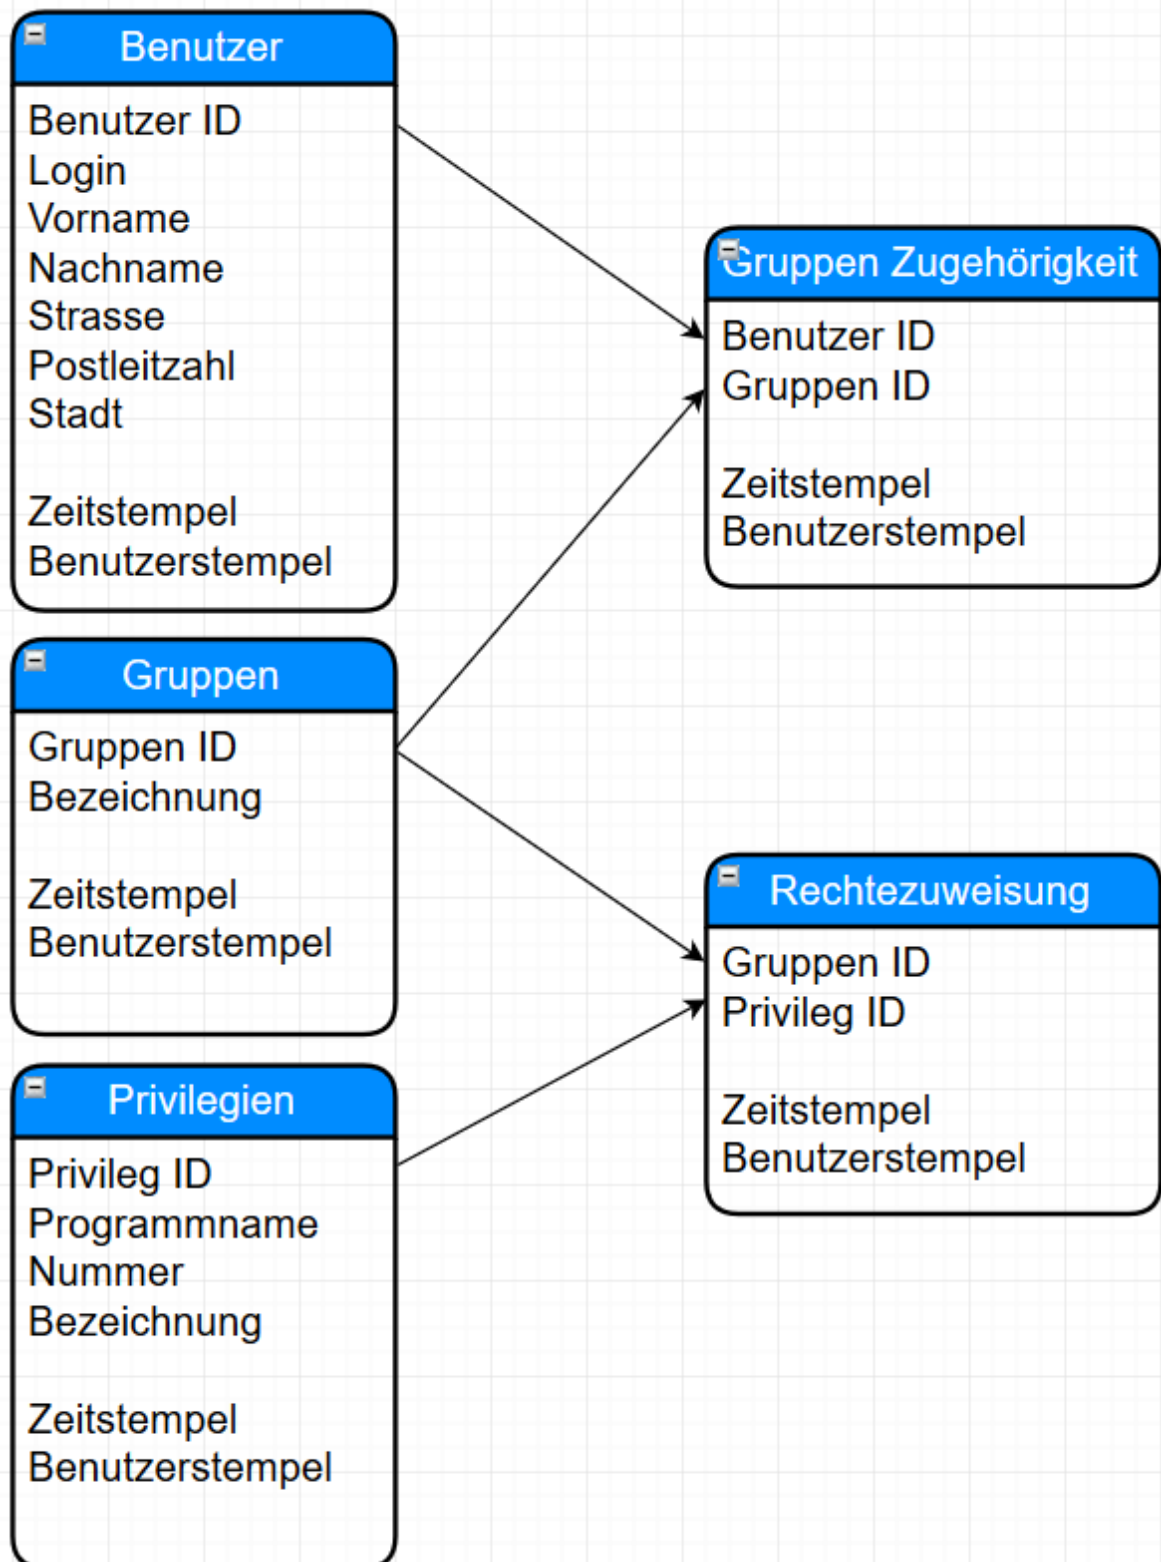 Benutzer
Benutzer ID
Login
Vorname
Nachname
Strasse
Postleitzahl
Stadt
Zeitstempel
Benutzerstempel
Gruppen
Gruppen ID
Bezeichnung
Zeitstempel
Benutzerstempel
Privilegien
Privileg ID
Programmname
Nummer
Bezeichnung
Zeitstempel
Benutzerstempel
Gruppen Zugehörigkeit
Benutzer ID
Gruppen ID
Zeitstempel
Benutzerstempel
Rechtezuweisung
Gruppen ID
Privileg ID
Zeitstempel
Benutzerstempel